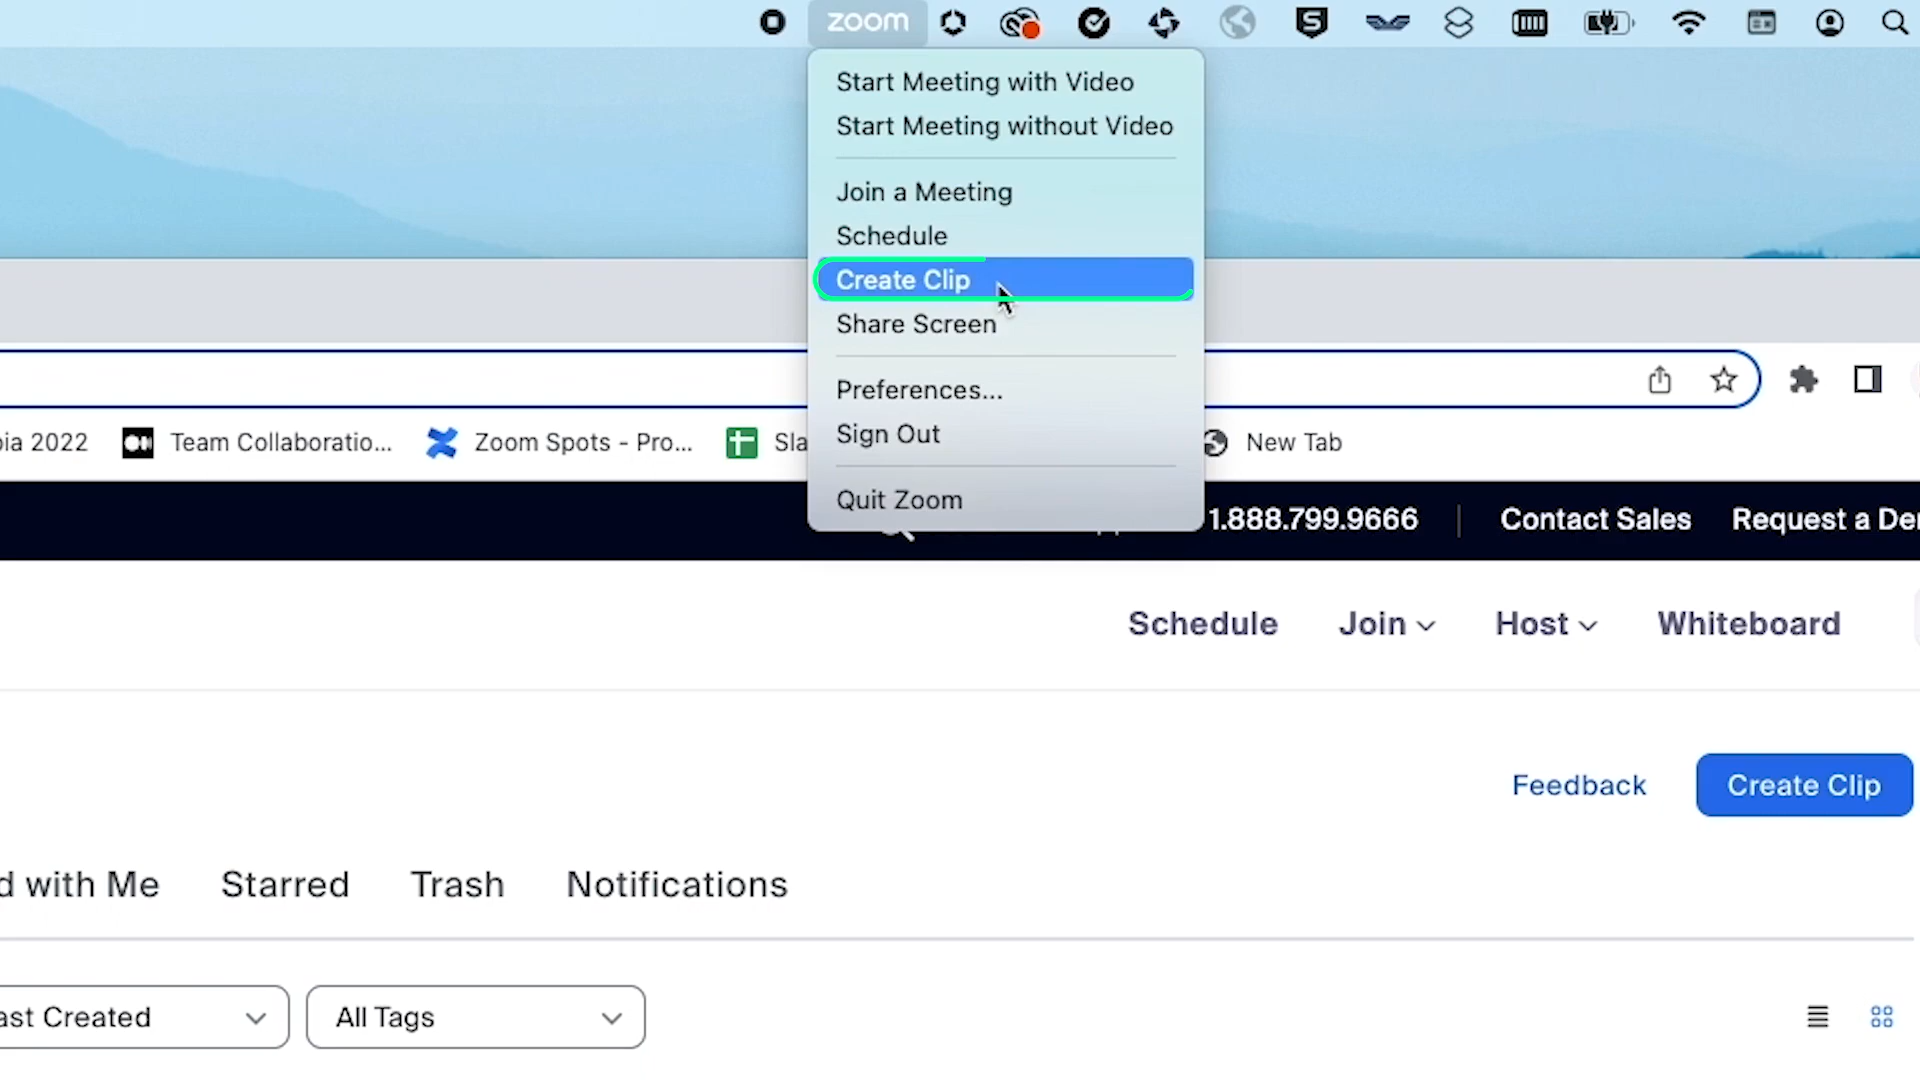 zoom
Start Meeting with Video
Start Meeting without Video
Join a Meeting
Schedule
Create Clip
Share Screen
Preferences...
Sign Out
Quit Zoom
ia 2022
Team Collaboratio...
Zoom Spots - Pro...
Sla
New Tab
1.888.799.9666
Contact Sales
Request a De
Schedule
Join
Host
Whiteboard
Feedback
Create Clip
d with Me
Starred
Trash
Notifications
ast Created
All Tags